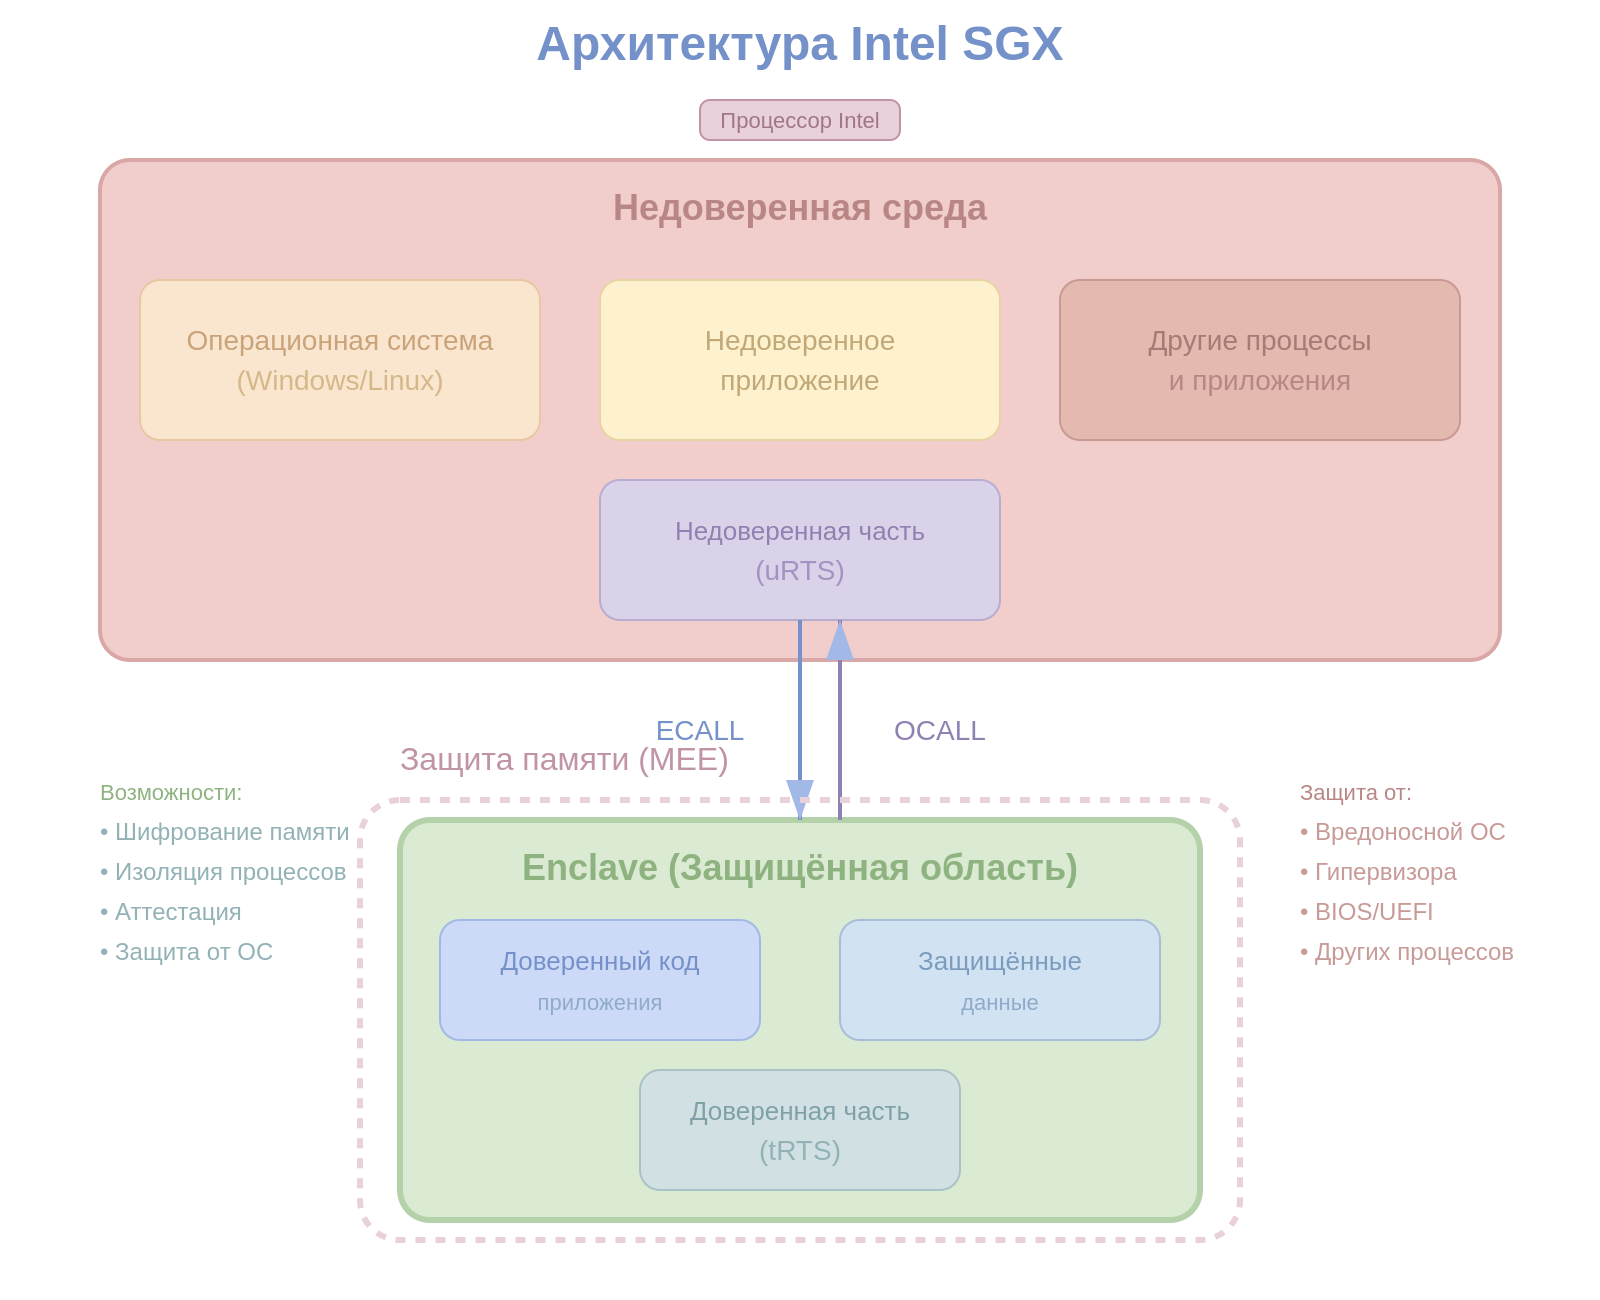 Архитектура Intel SGX
Процессор Intel
Недоверенная среда
Операционная система
(Windows/Linux)
Недоверенное
приложение
Другие процессы
и приложения
Недоверенная часть
(uRTS)
ECALL
OCALL
Защита памяти (MEE)
Возможности:
• Шифрование памяти
• Изоляция процессов
• Аттестация
• Защита от ОС
Enclave (Защищённая область)
Доверенный код
приложения
Защищённые
данные
Доверенная часть
(tRTS)
Защита от:
• Вредоносной ОС
• Гипервизора
• BIOS/UEFI
• Других процессов